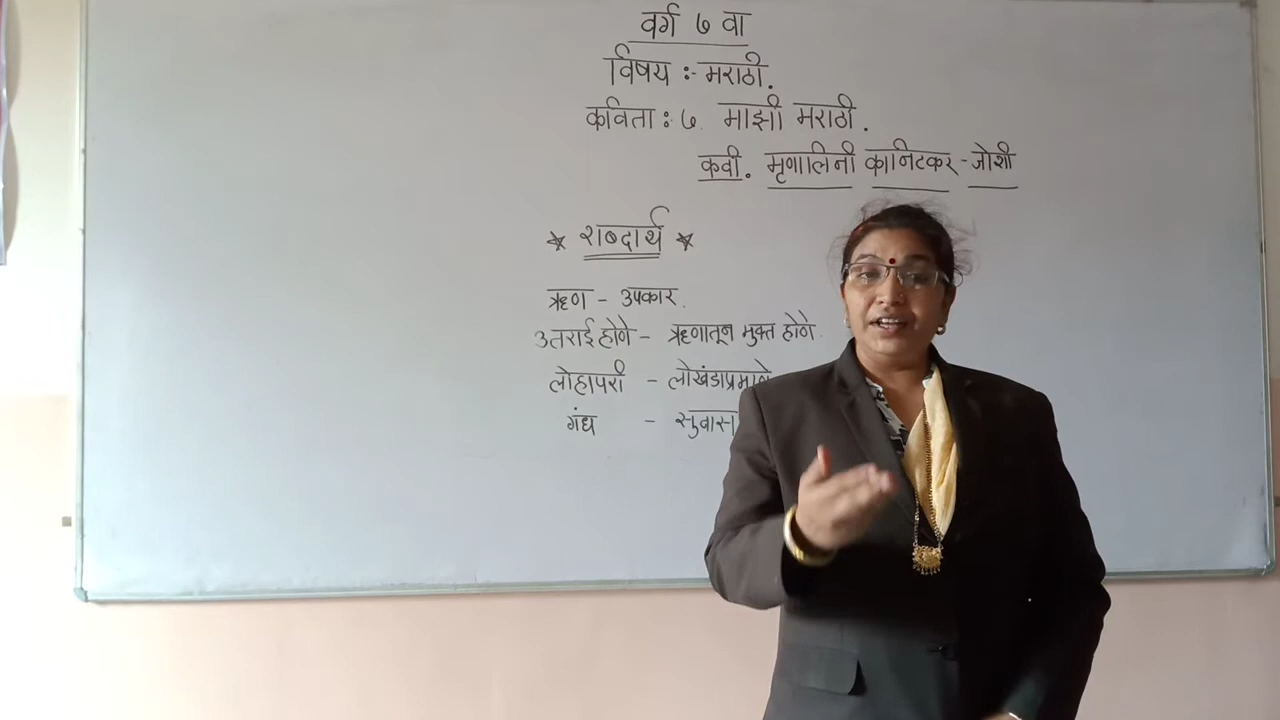 वर्ग ७ वा
विषय :- मराठी.
कविता : ७. माझी मराठी.
कवी. मृणालिनी कानिटकर - जोशी
* शब्दार्थ *
ऋण - उपकार.
उतराई होणे - ऋणातून मुक्त होणे.
लोहापरी - लोखंडाप्रमाणे
गंध - सुवास